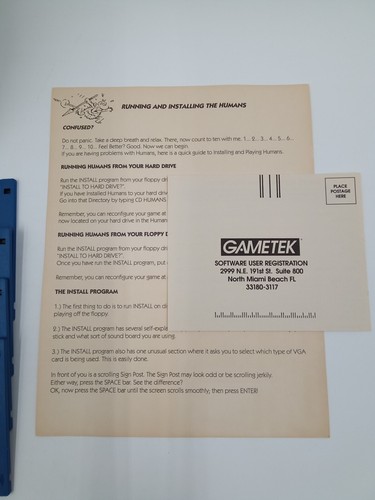 RUNNING AND INSTALLING THE HUMANS
CONFUSED?
Do not panic. Take a deep breath and relax. There, now count to ten with me: 1... 2... 3... 4... 5... 6...
7... 8... 9... 10... Feel Better? Good. Now we can begin.
If you are having problems with Humans, here is a quick guide to Installing and Playing Humans.
RUNNING HUMANS FROM YOUR HARD DRIVE
Run the INSTALL program from your floppy
"INSTALL TO HARD DRIVE?".
If you have Installed Humans to your hard
Go into that Directory by typing CD HUMANS
Remember, you can reconfigure your game at
now located on your hard drive in the Humans
RUNNING HUMANS FROM YOUR FLOPPY
Run the INSTALL program from your floppy
"INSTALL TO HARD DRIVE?".
Once you have run the INSTALL program, put
Remember, you can reconfigure your game at
THE INSTALL PROGRAM
1.) The first thing to do is to run INSTALL on
playing off the floppy.
2.) The INSTALL program has several
stick and what sort of sound board you are using.
3.) The INSTALL program also has one unusual section where it asks you to select which type of VGA
card is being used. This is easily done.
In front of you is a scrolling Sign Post. The Sign Post may look odd or be scrolling jerkily.
Either way, press the SPACE bar. See the difference?
OK, now press the SPACE bar until the screen scrolls smoothly; then press ENTER!
PLACE
POSTAGE
HERE
GAMETEK
SOFTWARE USER REGISTRATION
2999 N.E. 191st St. Suite 800
North Miami Beach FL
33180-3117